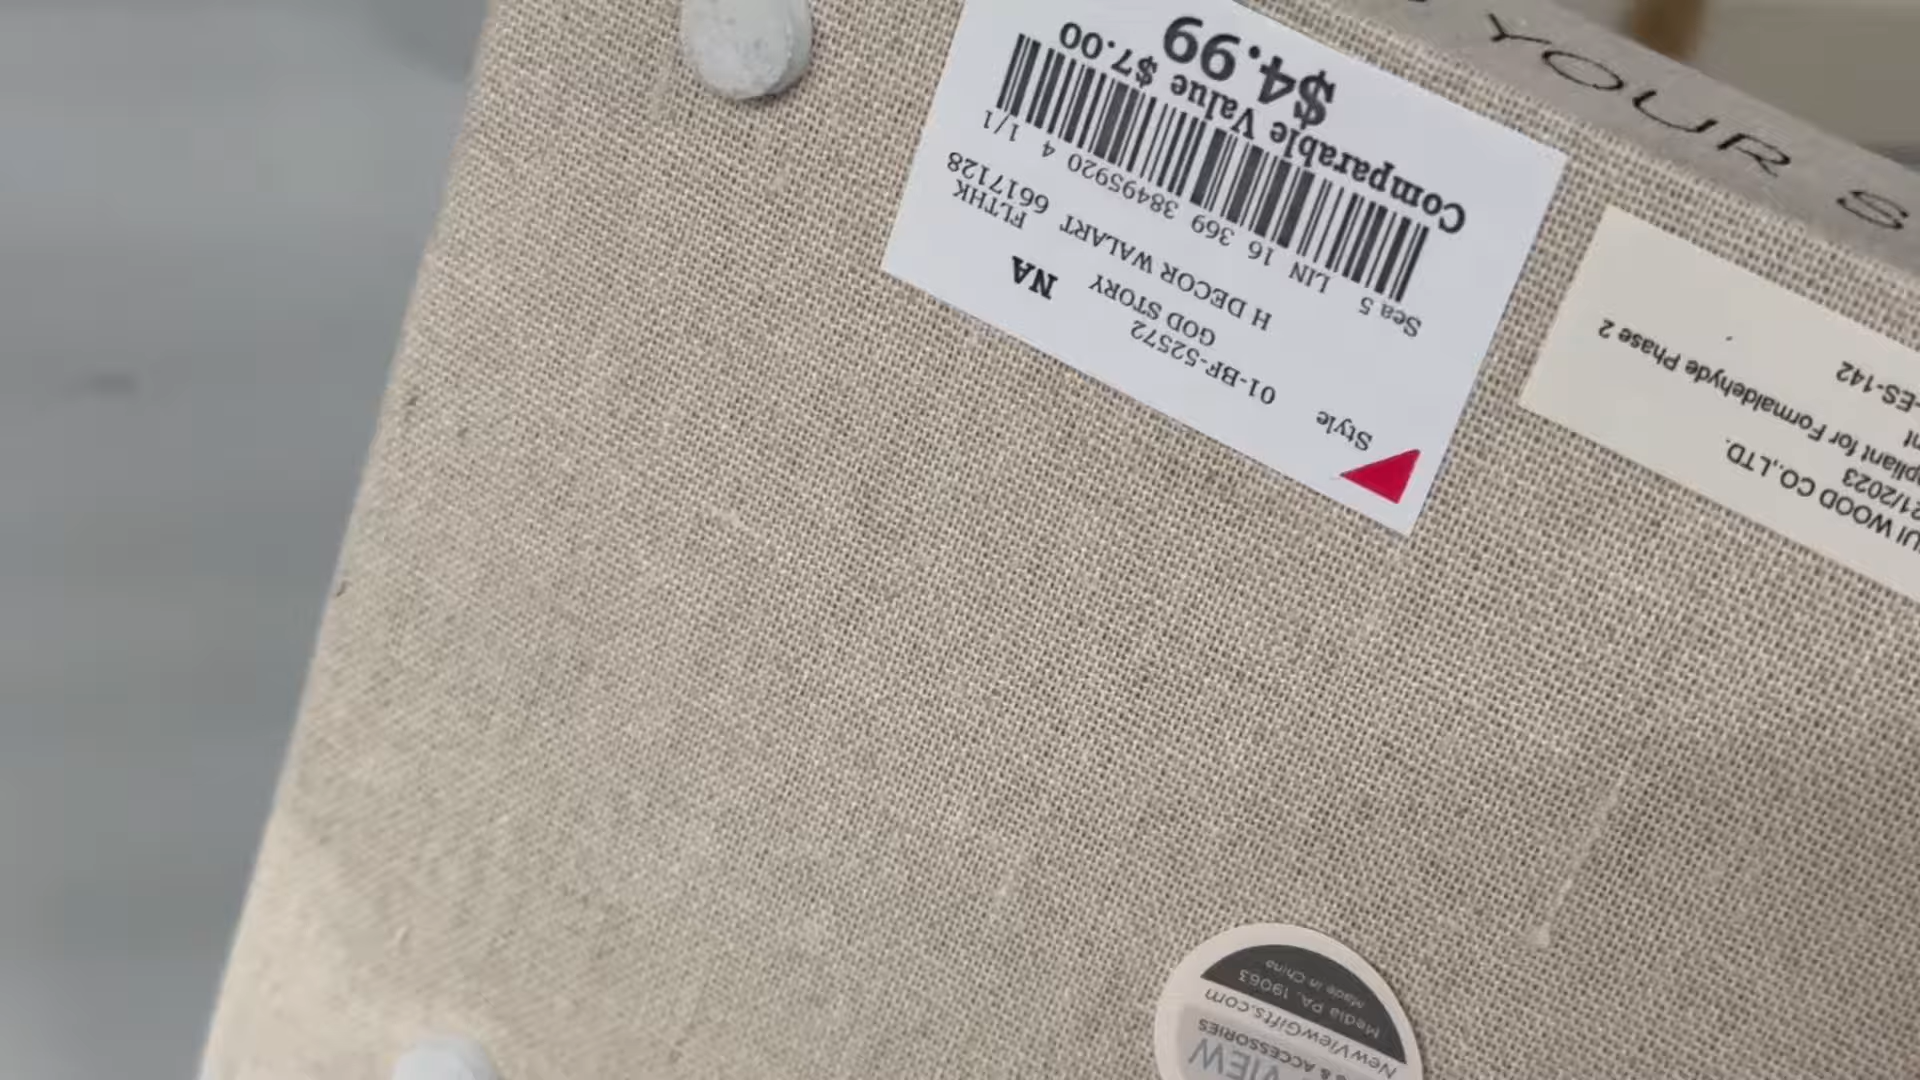 YOUR S
Style
01-BF-52572
GOD STORY
NA
H DECOR WALART
FLTHK
6617128
Sea 5 LIN 16 369 38495920 4 1/1
Comparable Value $7.00
$4.99
UI WOOD CO.,LTD.
21/2023
pliant for Formaldehyde Phase 2
nt
-ES-142
VIEW
& ACCESSORIES
NewViewGifts.com
Media PA, 19063
Made in China